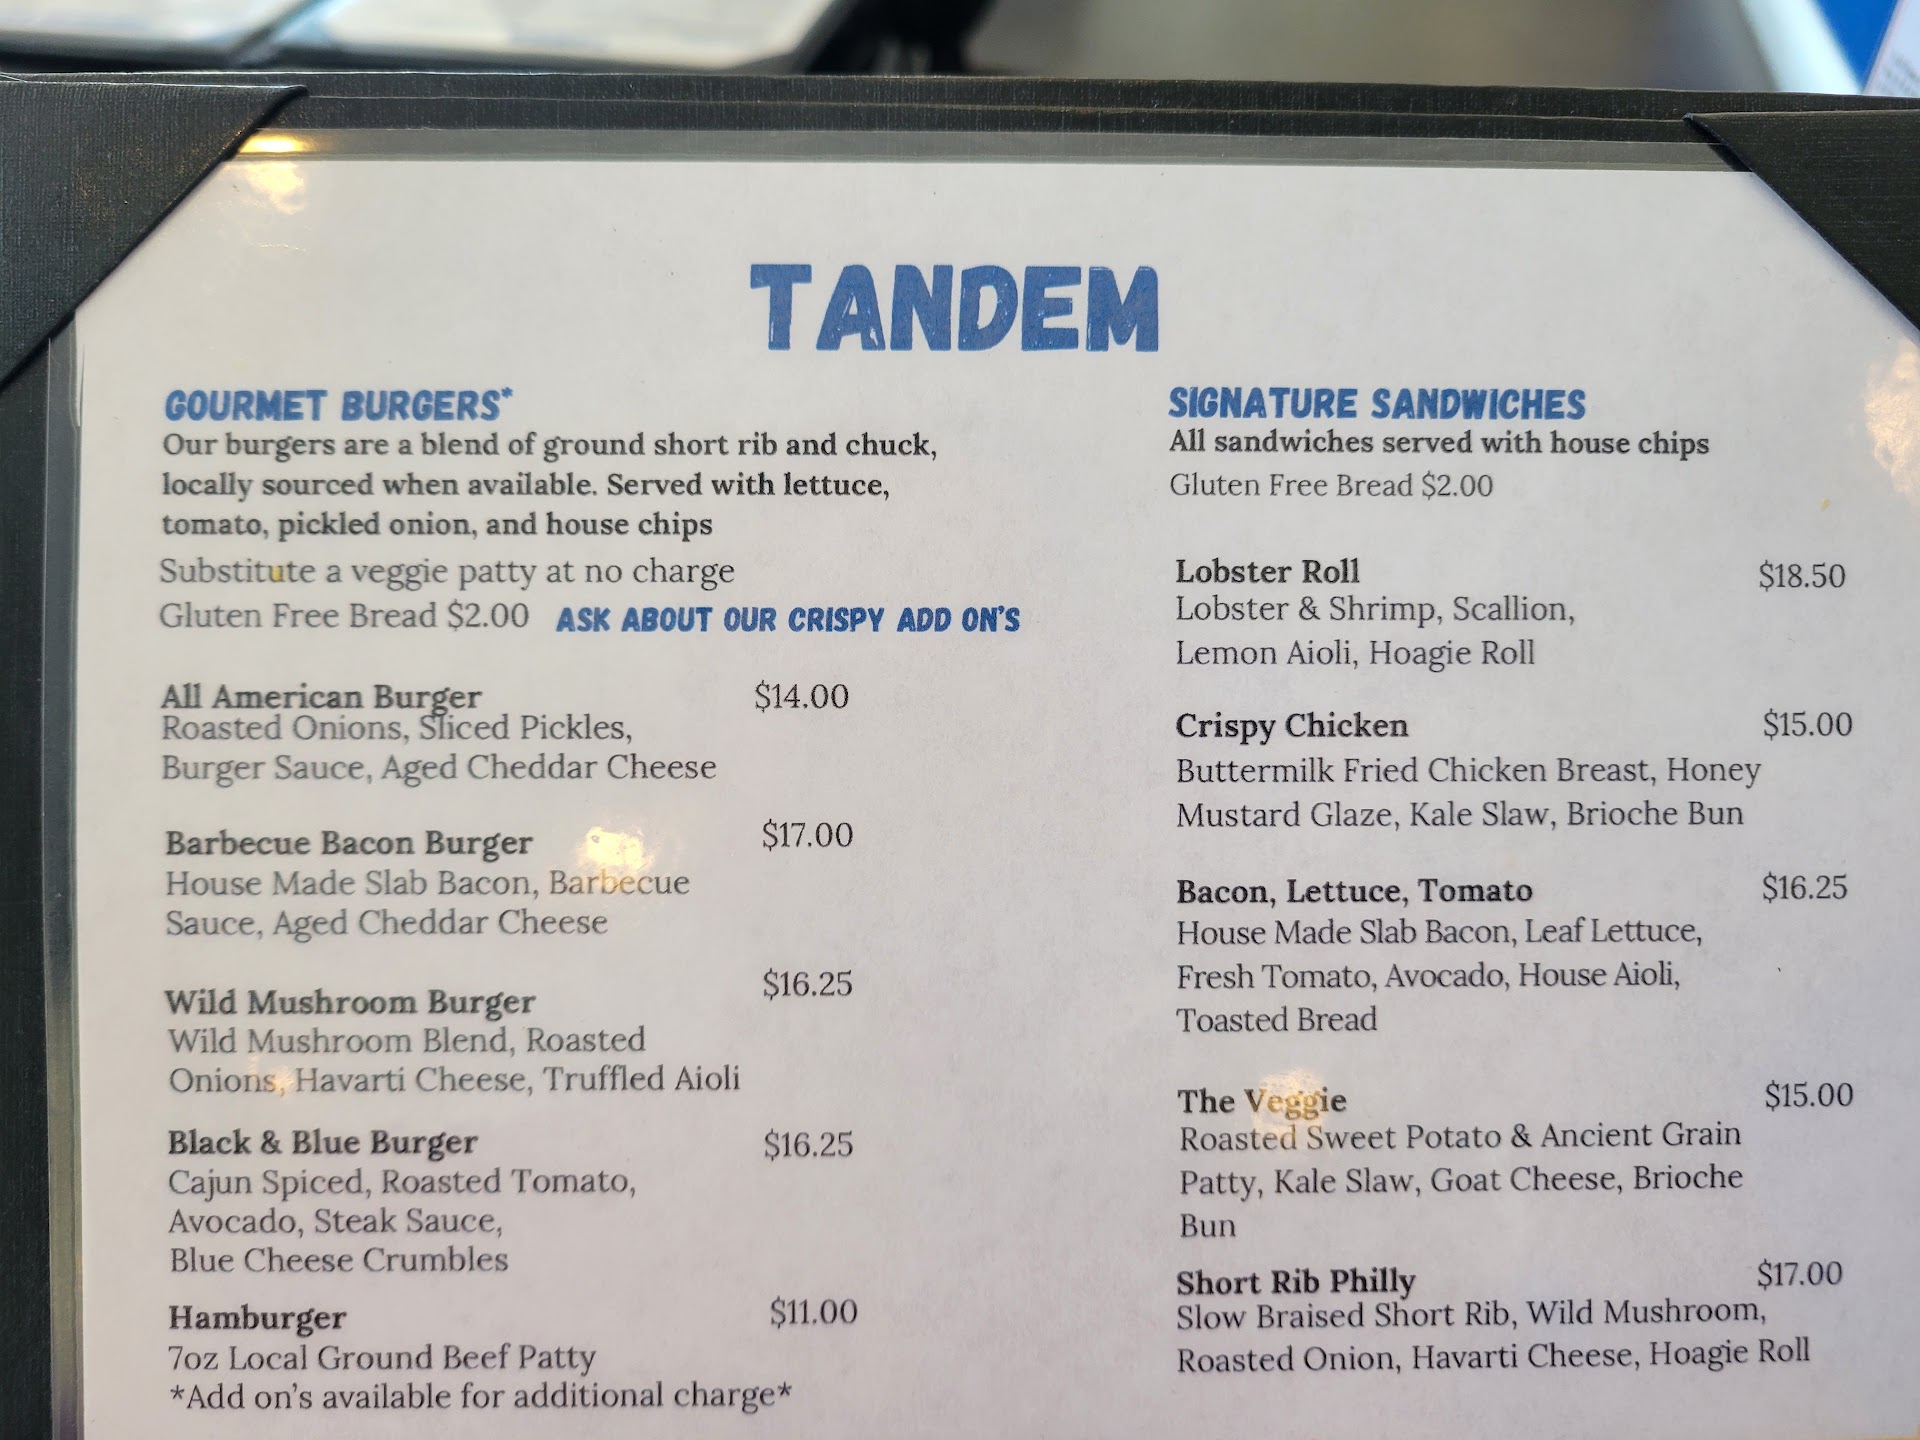 TANDEM
GOURMET BURGERS*
Our burgers are a blend of ground short rib and chuck,
locally sourced when available. Served with lettuce,
tomato, pickled onion, and house chips
Substitute a veggie patty at no charge
Gluten Free Bread $2.00 ASK ABOUT OUR CRISPY ADD ON'S
All American Burger $14.00
Roasted Onions, Sliced Pickles,
Burger Sauce, Aged Cheddar Cheese
Barbecue Bacon Burger $17.00
House Made Slab Bacon, Barbecue
Sauce, Aged Cheddar Cheese
Wild Mushroom Burger $16.25
Wild Mushroom Blend, Roasted
Onions, Havarti Cheese, Truffled Aioli
Black & Blue Burger $16.25
Cajun Spiced, Roasted Tomato,
Avocado, Steak Sauce,
Blue Cheese Crumbles
Hamburger $11.00
7oz Local Ground Beef Patty
*Add on's available for additional charge*
SIGNATURE SANDWICHES
All sandwiches served with house chips
Gluten Free Bread $2.00
Lobster Roll $18.50
Lobster & Shrimp, Scallion,
Lemon Aioli, Hoagie Roll
Crispy Chicken $15.00
Buttermilk Fried Chicken Breast, Honey
Mustard Glaze, Kale Slaw, Brioche Bun
Bacon, Lettuce, Tomato $16.25
House Made Slab Bacon, Leaf Lettuce,
Fresh Tomato, Avocado, House Aioli,
Toasted Bread
The Veggie $15.00
Roasted Sweet Potato & Ancient Grain
Patty, Kale Slaw, Goat Cheese, Brioche
Bun
Short Rib Philly $17.00
Slow Braised Short Rib, Wild Mushroom,
Roasted Onion, Havarti Cheese, Hoagie Roll